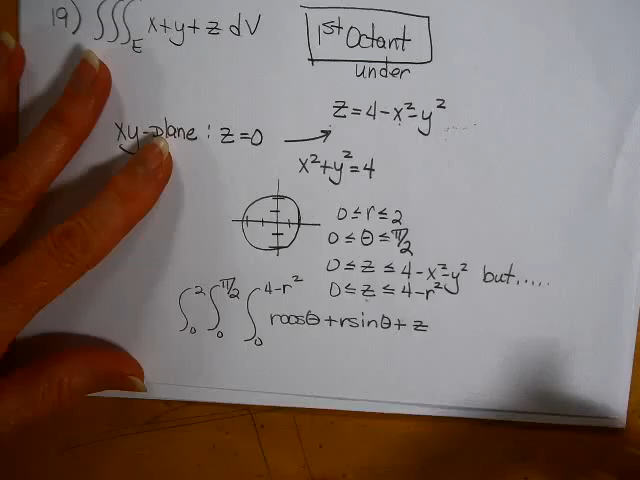 19) ∭_E x+y+z dV
1st Octant
under
z=4-x²-y²
xy-plane: z=0 ⟶
x²+y²=4
0≤r≤2
0≤θ≤π/2
0≤z≤4-x²-y² but.....
0≤z≤4-r²
∫₀² ∫₀^{π/2} ∫₀^{4-r²} rcosθ+rsinθ+z